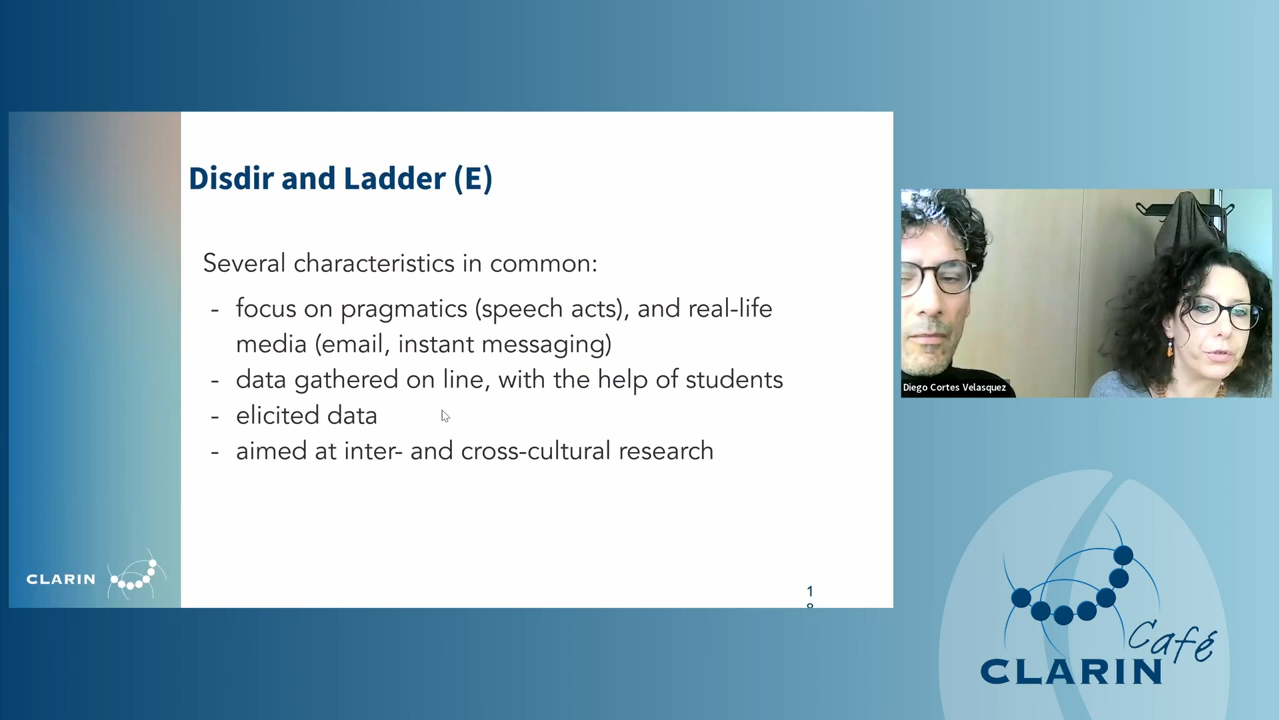 Disdir and Ladder (E)
Several characteristics in common:
- focus on pragmatics (speech acts), and real-life
media (email, instant messaging)
- data gathered on line, with the help of students
- elicited data
- aimed at inter- and cross-cultural research
CLARIN
1
8
Diego Cortes Velasquez
Café
CLARIN